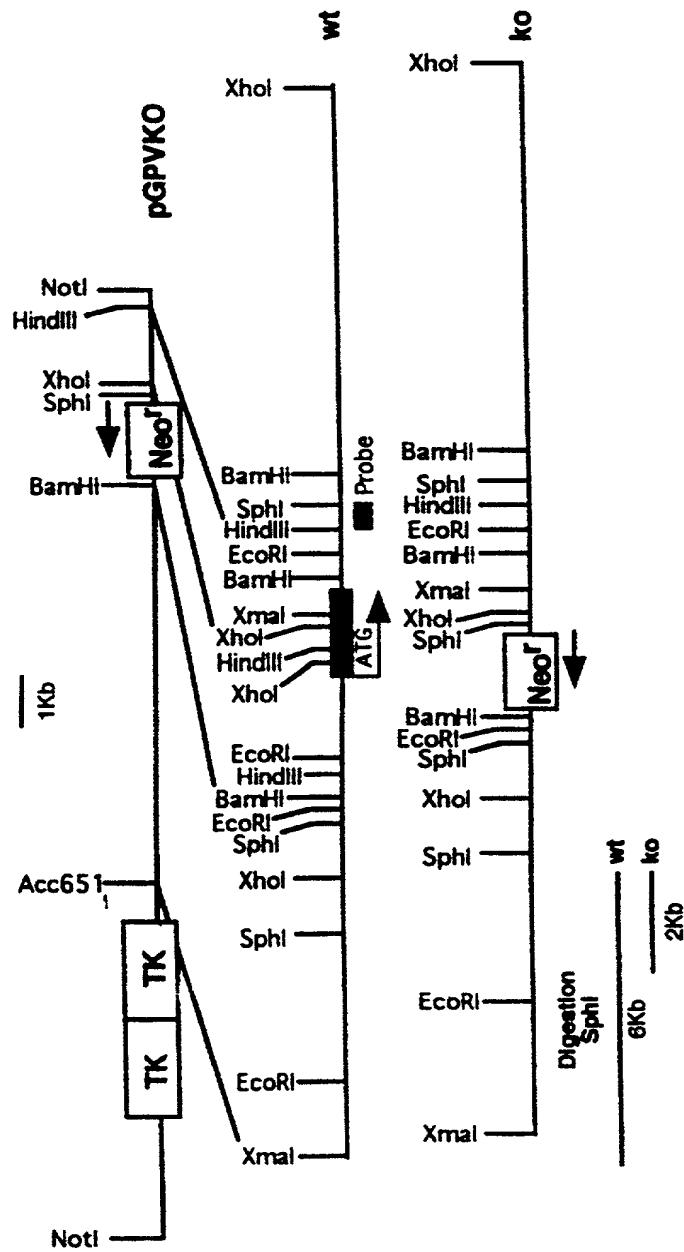 pGPVKO
NotI
HindIII
XhoI
SphI
Neor
BamHI
1Kb
Acc651
TK
TK
NotI
wt
XhoI
BamHI
SphI
Probe
HindIII
EcoRI
BamHI
XmaI
XhoI
HindIII
ATG
XhoI
EcoRI
HindIII
BamHI
EcoRI
SphI
XhoI
SphI
EcoRI
XmaI
ko
XhoI
BamHI
SphI
HindIII
EcoRI
BamHI
XmaI
XhoI
SphI
Neor
BamHI
EcoRI
SphI
XhoI
SphI
EcoRI
XmaI
Digestion
SphI
wt
6Kb
ko
2Kb